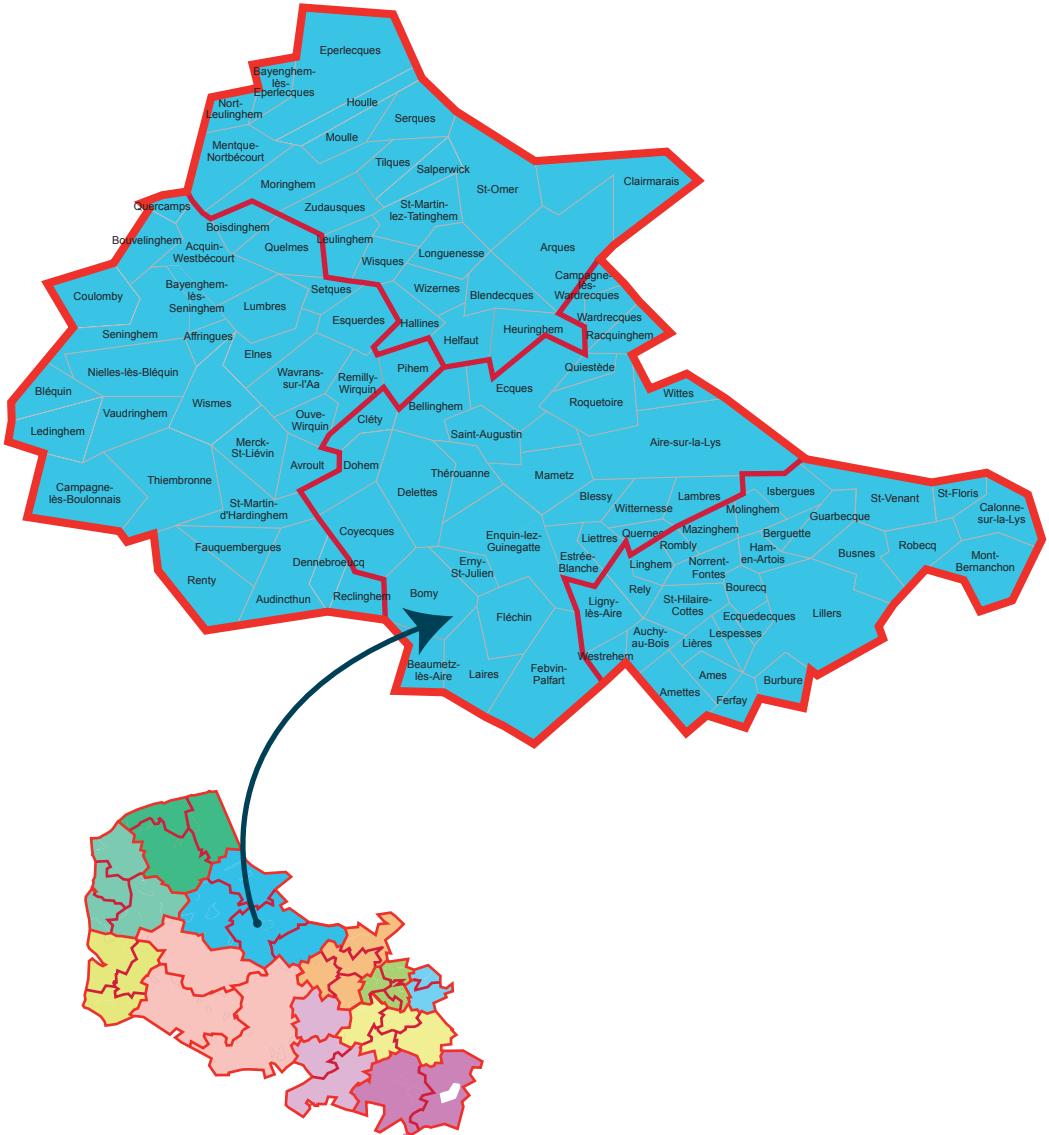 Eperlecques
Bayenghem-
lès-
Eperlecques
Nort-
Leulinghem
Houlle
Serques
Moulle
Mentque-
Nortbécourt
Tilques
Salperwick
Moringhem
St-Omer
Clairmarais
Quercamps
Zudausques
St-Martin-
lez-Tatinghem
Boisdinghem
Bouvelinghem
Acquin-
Westbécourt
Quelmes
Leulinghem
Wisques
Longuenesse
Arques
Coulomby
Bayenghem-
lès-
Seninghem
Lumbres
Setques
Wizernes
Blendecques
Campagne-
lès-
Wardrecques
Esquerdes
Hallines
Heuringhem
Wardrecques
Racquinghem
Seninghem
Affringues
Helfaut
Elnes
Nielles-lès-Bléquin
Wavrans-
sur-l'Aa
Remilly-
Wirquin
Pihem
Ecques
Quiestède
Bléquin
Wismes
Roquetoire
Wittes
Vaudringhem
Ouve-
Wirquin
Cléty
Bellinghem
Ledinghem
Merck-
St-Liévin
Saint-Augustin
Aire-sur-la-Lys
Avroult
Dohem
Thérouanne
Mametz
Campagne-
lès-Boulonnais
Thiembronne
Delettes
Blessy
Lambres
Isbergues
St-Venant
St-Floris
Calonne-
sur-la-Lys
St-Martin-
d'Hardinghem
Witternesse
Molinghem
Guarbecque
Coyecques
Enquin-lez-
Guinegatte
Liettres
Quernes
Mazinghem
Berguette
Fauquembergues
Rombly
Ham-
en-Artois
Busnes
Robecq
Mont-
Bernanchon
Dennebroeucq
Erny-
St-Julien
Estrée-
Blanche
Linghem
Norrent-
Fontes
Renty
Audincthun
Reclinghem
Bomy
Rely
Bourecq
Fléchin
Ligny-
lès-Aire
St-Hilaire-
Cottes
Ecquedecques
Lillers
Auchy-
au-Bois
Lières
Lespesses
Westrehem
Beaumetz-
lès-Aire
Laires
Febvin-
Palfart
Ames
Burbure
Amettes
Ferfay